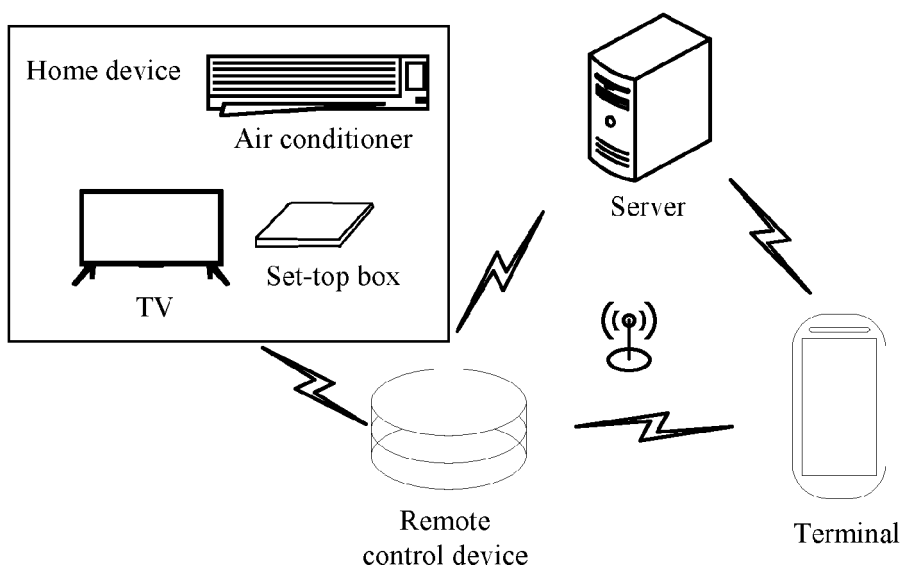 Home device
Air conditioner
TV
Set-top box
Server
Remote
control device
Terminal